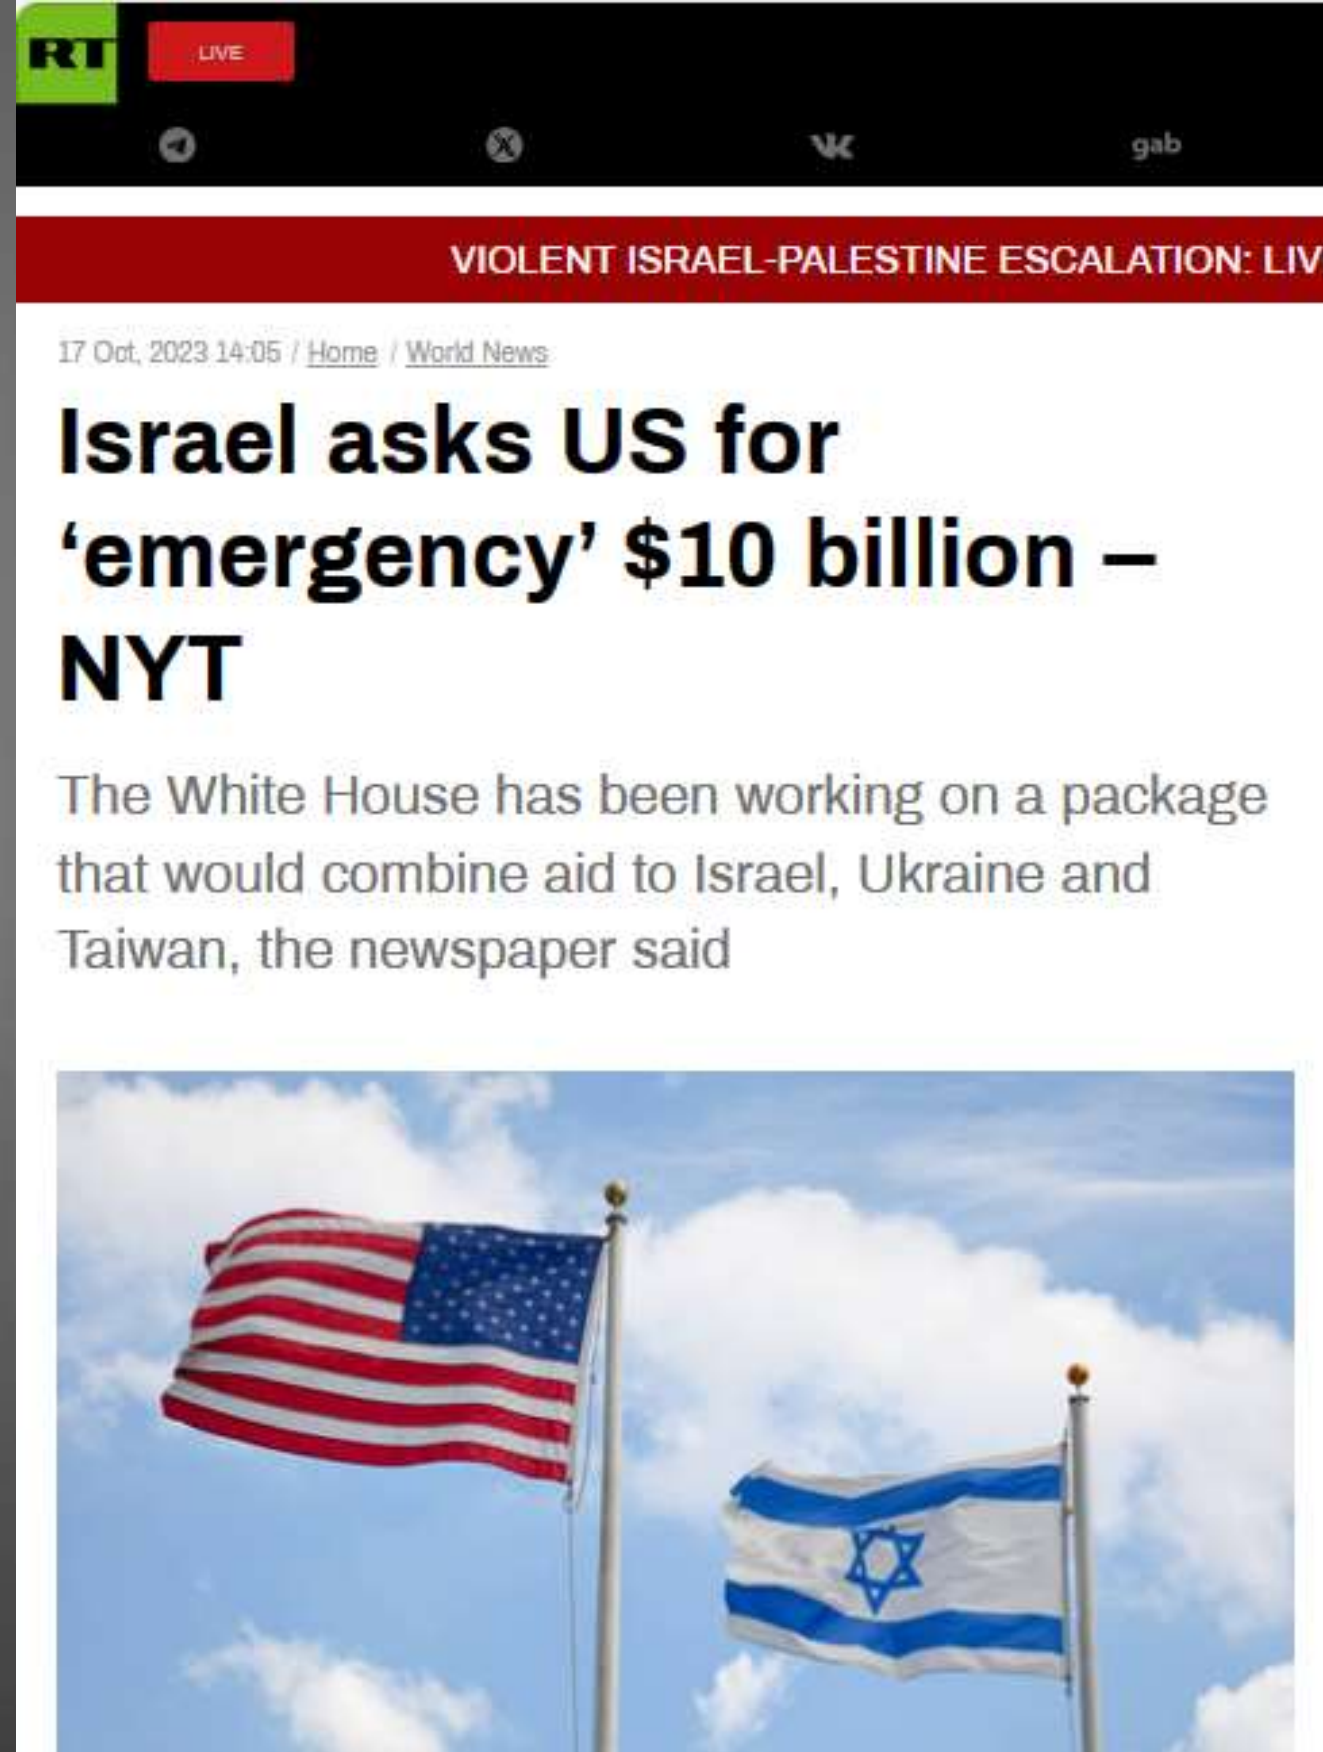 RT
LIVE
gab
VIOLENT ISRAEL-PALESTINE ESCALATION: LIV
17 Oct, 2023 14:05 / Home / World News
Israel asks US for
‘emergency’ $10 billion –
NYT
The White House has been working on a package
that would combine aid to Israel, Ukraine and
Taiwan, the newspaper said